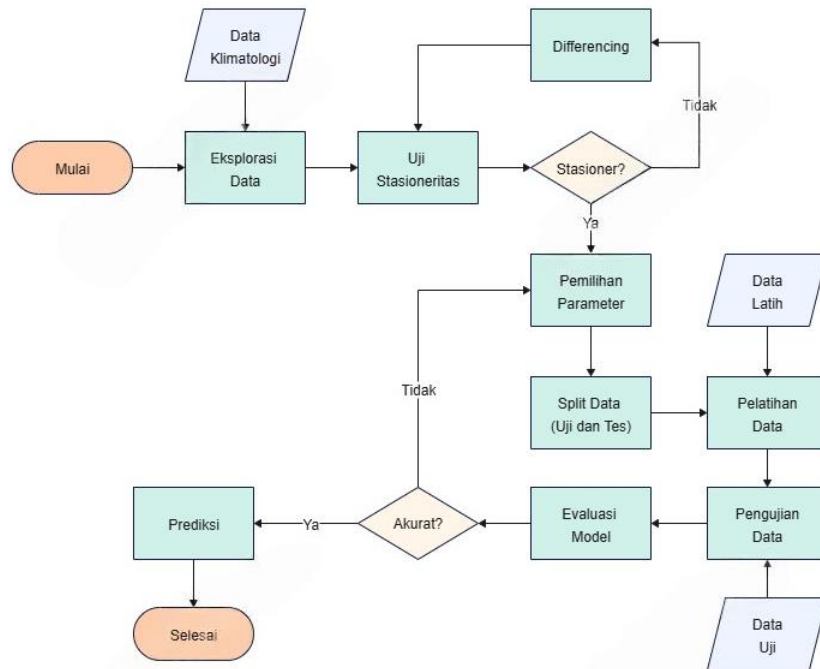 Data
Klimatologi
Differencing
Tidak
Mulai
Eksplorasi
Data
Uji
Stasioneritas
Stasioner?
Ya
Pemilihan
Parameter
Data
Latih
Tidak
Split Data
(Uji dan Tes)
Pelatihan
Data
Prediksi
Ya
Akurat?
Evaluasi
Model
Pengujian
Data
Selesai
Data
Uji